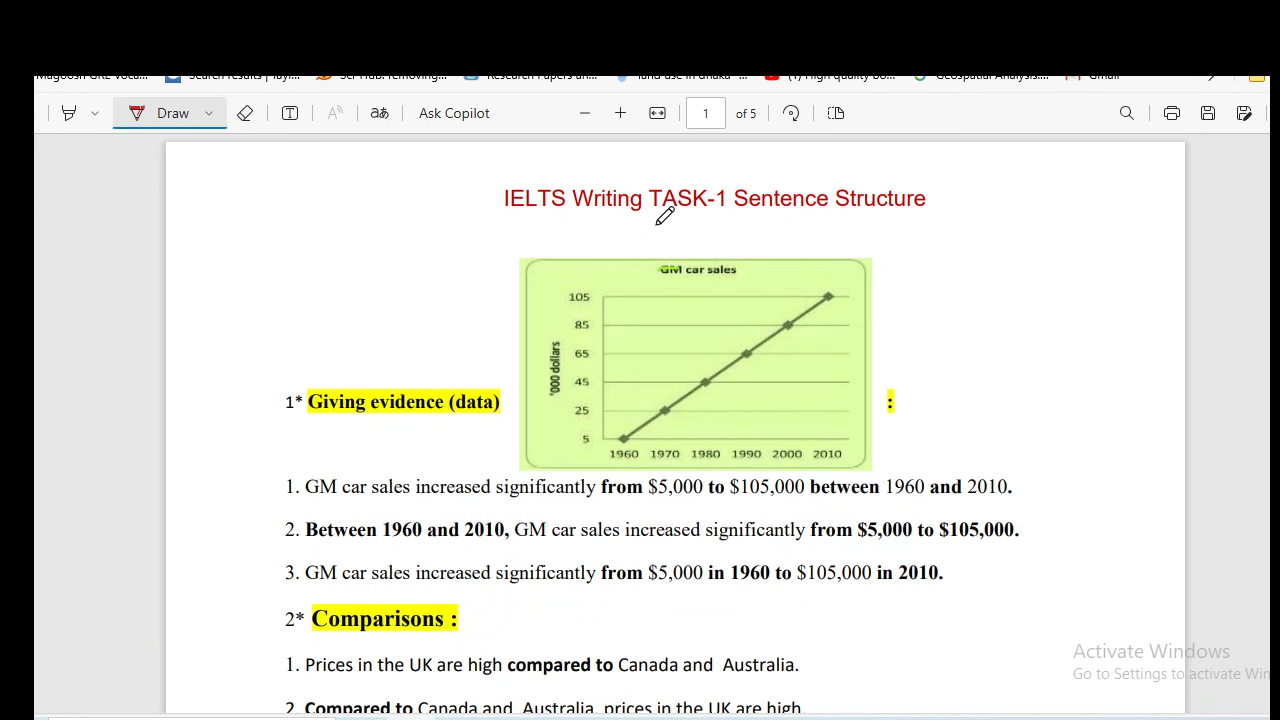 Draw aあ Ask Copilot 1 of 5
IELTS Writing TASK-1 Sentence Structure
GM car sales
105
85
65
45
25
5
'000 dollars
1960 1970 1980 1990 2000 2010
1* Giving evidence (data) :
1. GM car sales increased significantly from $5,000 to $105,000 between 1960 and 2010.
2. Between 1960 and 2010, GM car sales increased significantly from $5,000 to $105,000.
3. GM car sales increased significantly from $5,000 in 1960 to $105,000 in 2010.
2* Comparisons :
1. Prices in the UK are high compared to Canada and Australia.
Activate Windows
Go to Settings to activate Win
2. Compared to Canada and Australia, prices in the UK are high.